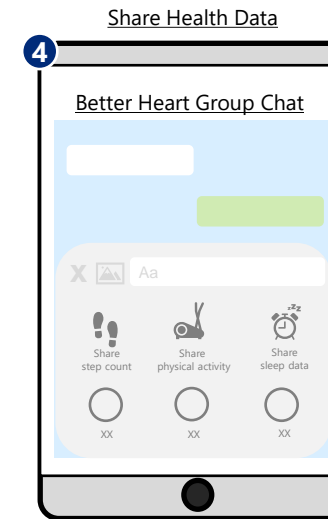 Share Health Data
4
Better Heart Group Chat
X
Aa
zzz
Share
step count
Share
physical activity
Share
sleep data
XX
XX
XX